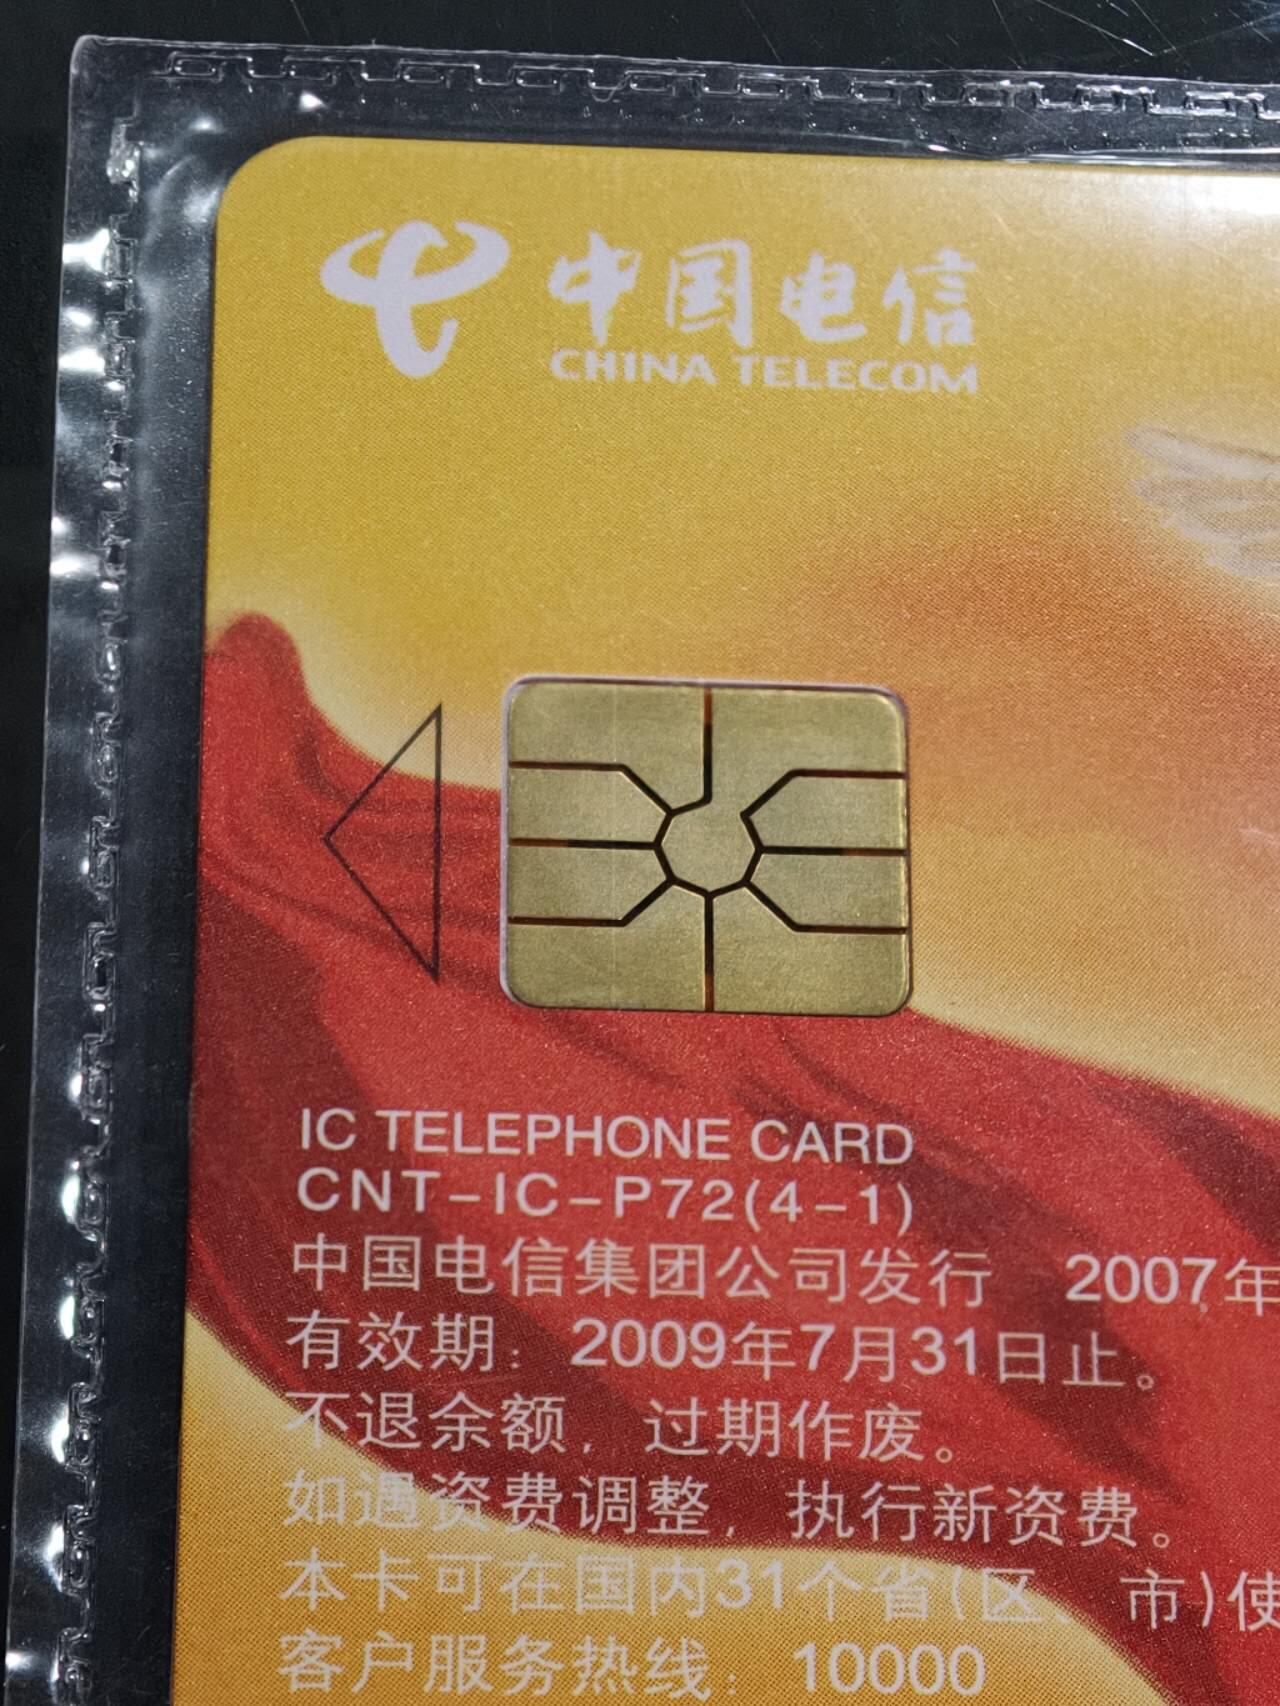 中国电信
CHINA TELECOM
IC TELEPHONE CARD
CNT-IC-P72(4-1)
中国电信集团公司发行 2007年
有效期：2009年7月31日止。
不退余额，过期作废。
如遇资费调整，执行新资费。
本卡可在国内31个省(区、市)使
客户服务热线：10000